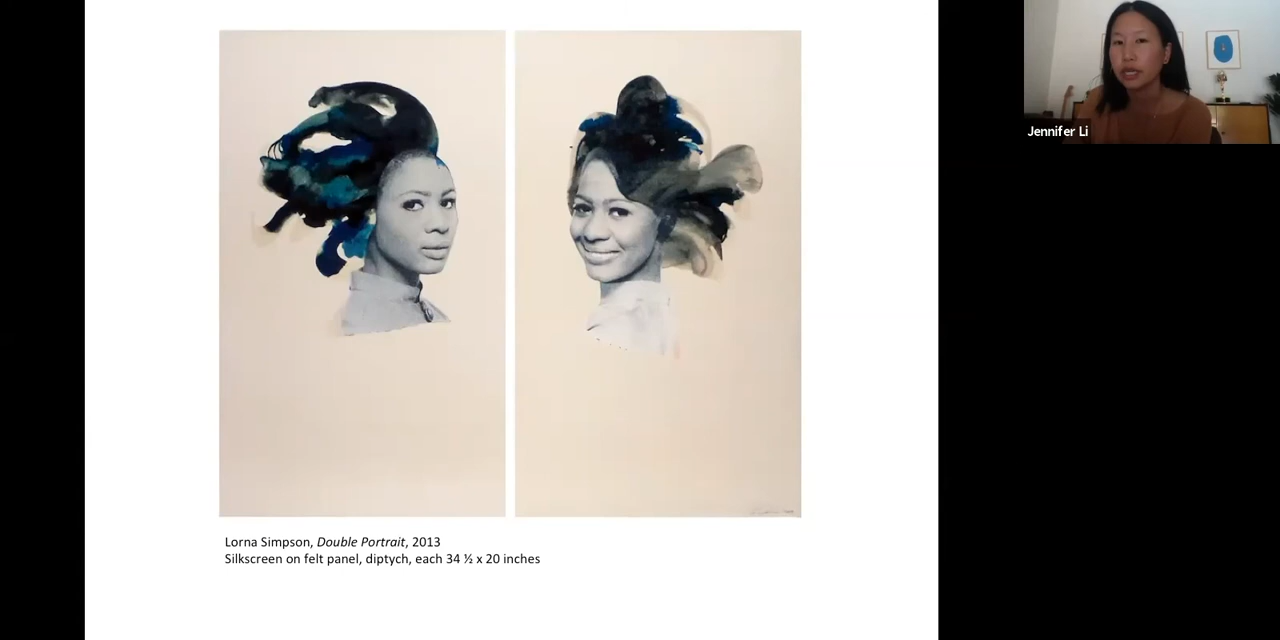 Jennifer Li
Lorna Simpson, Double Portrait, 2013
Silkscreen on felt panel, diptych, each 34 ½ x 20 inches